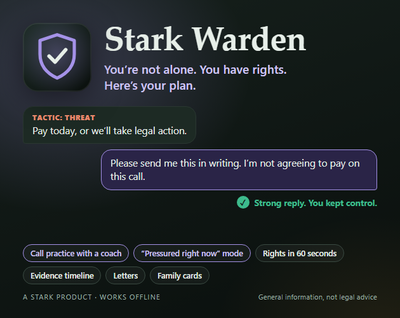 Stark Warden
You're not alone. You have rights.
Here's your plan.
TACTIC: THREAT
Pay today, or we'll take legal action.
Please send me this in writing. I'm not agreeing to pay on
this call.
Strong reply. You kept control.
Call practice with a coach
"Pressured right now" mode
Rights in 60 seconds
Evidence timeline
Letters
Family cards
A STARK PRODUCT · WORKS OFFLINE
General information, not legal advice